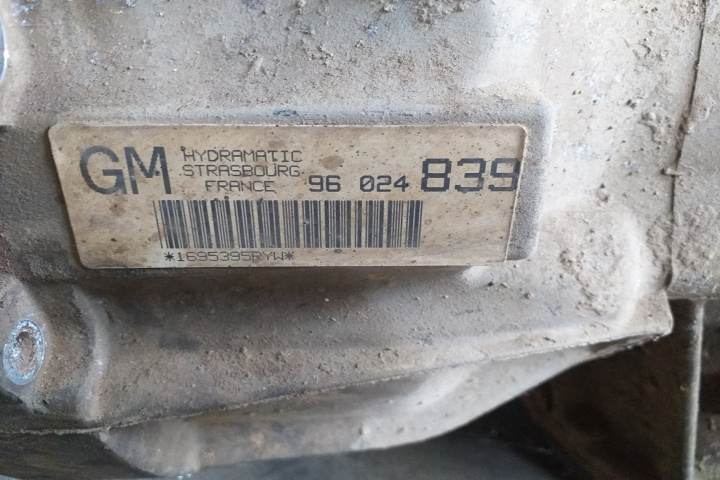 GM HYDRAMATIC
STRASBOURG
FRANCE 96 024 839
*1695395RYW*